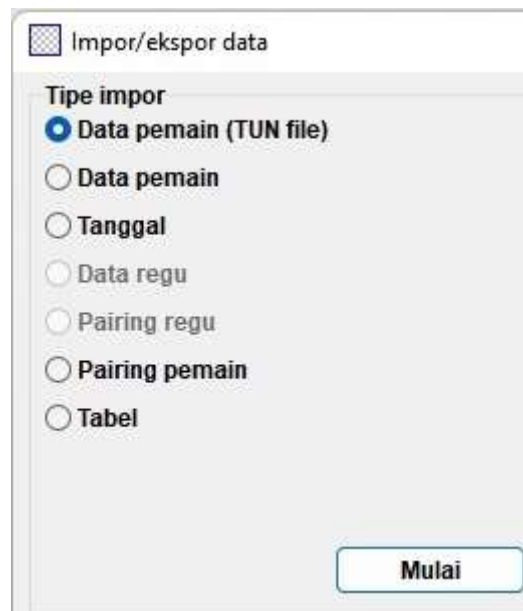 Impor/ekspor data
Tipe impor
Data pemain (TUN file)
Data pemain
Tanggal
Data regu
Pairing regu
Pairing pemain
Tabel
Mulai